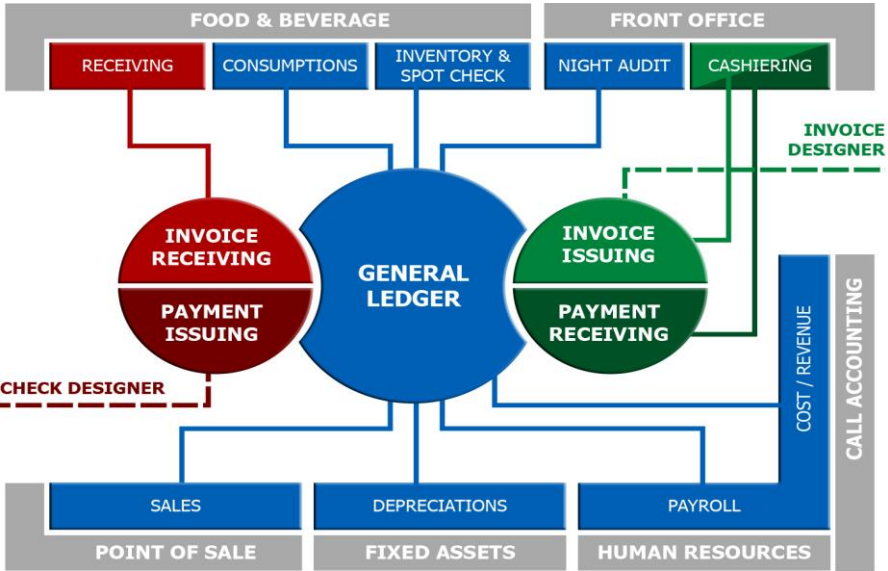 FOOD & BEVERAGE
FRONT OFFICE
RECEIVING
CONSUMPTIONS
INVENTORY &
SPOT CHECK
NIGHT AUDIT
CASHIERING
INVOICE
DESIGNER
INVOICE
RECEIVING
PAYMENT
ISSUING
GENERAL
LEDGER
INVOICE
ISSUING
PAYMENT
RECEIVING
CHECK DESIGNER
COST / REVENUE
CALL ACCOUNTING
SALES
DEPRECIATIONS
PAYROLL
POINT OF SALE
FIXED ASSETS
HUMAN RESOURCES